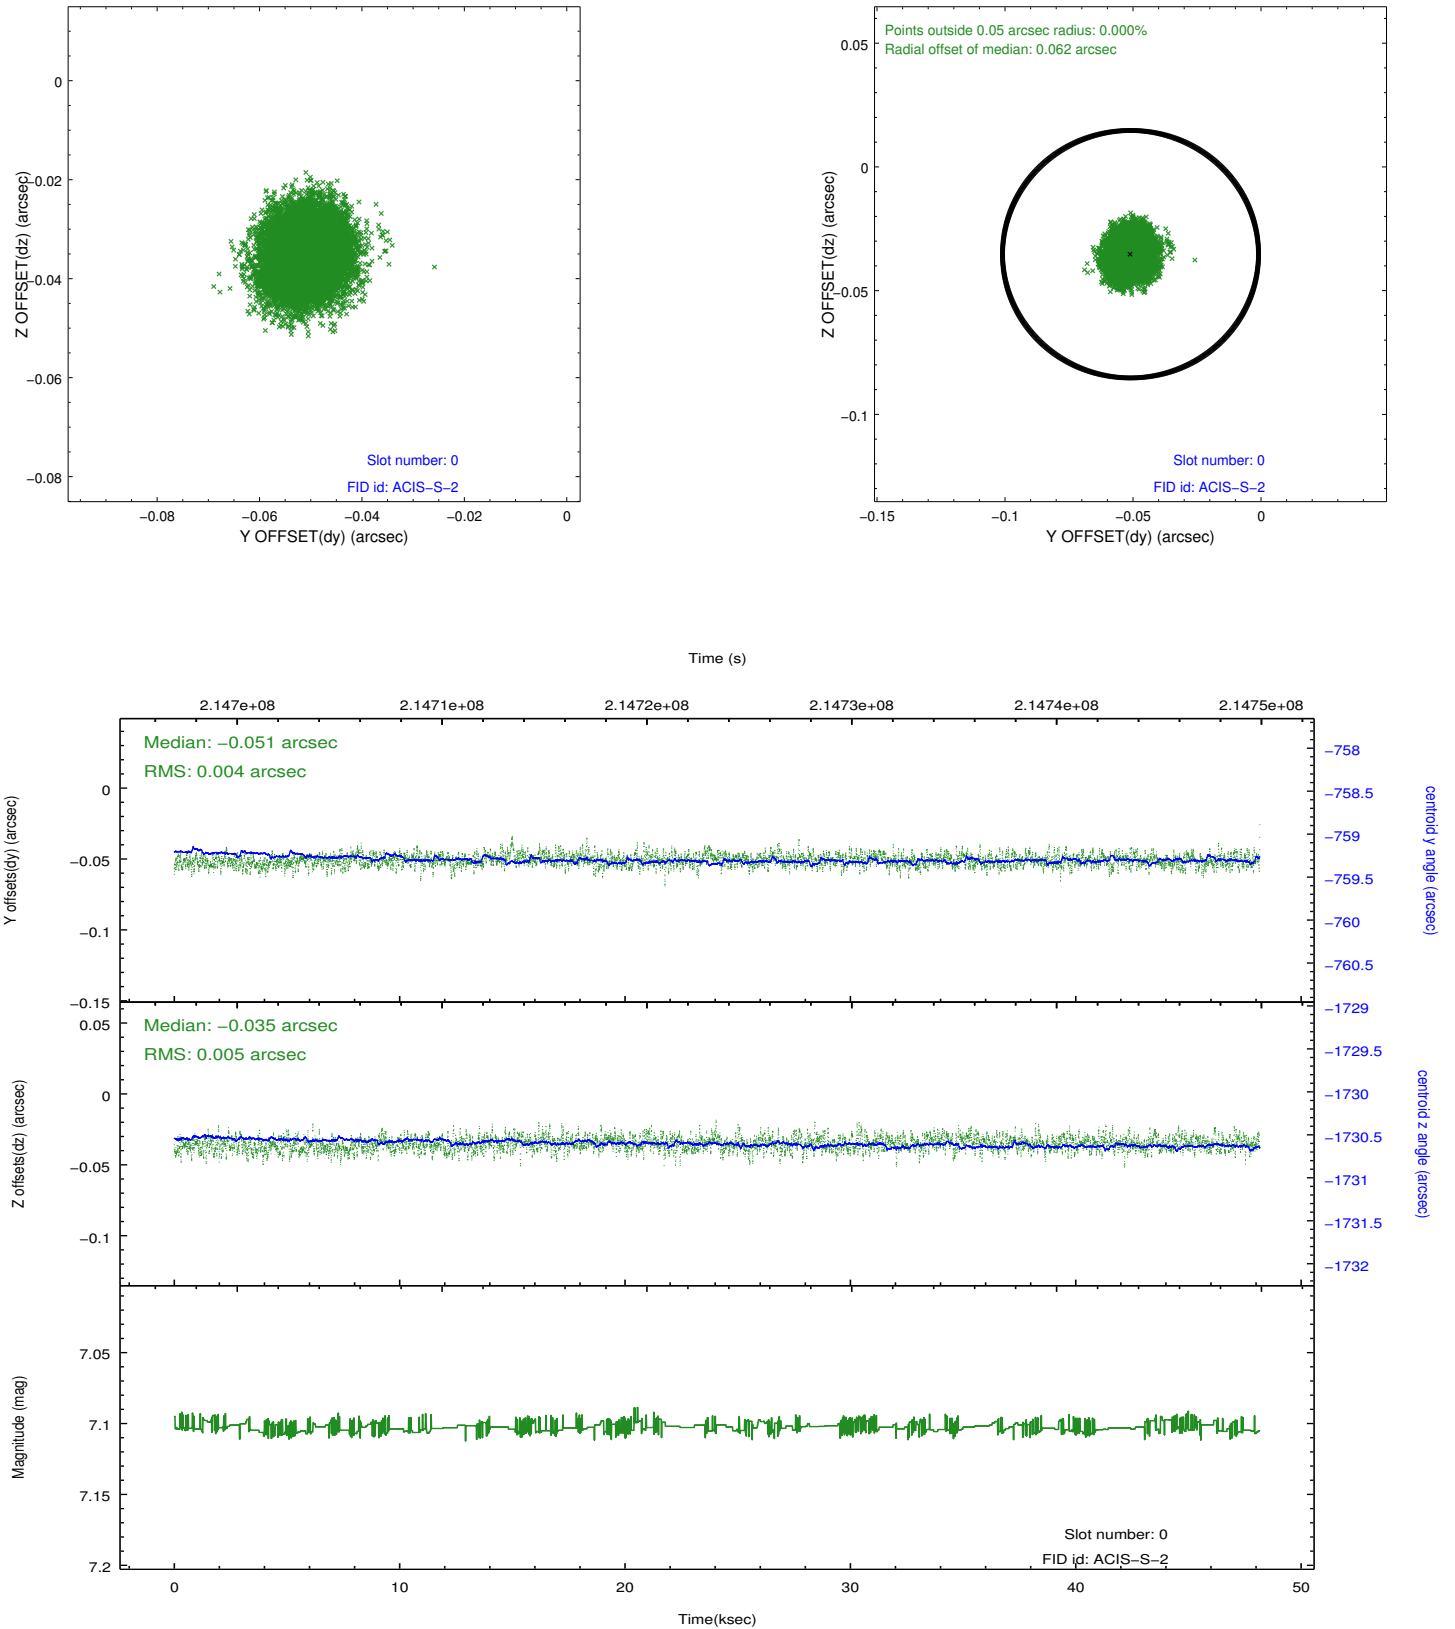 0
−0.02
−0.04
−0.06
−0.08
Z OFFSET(dz) (arcsec)
Slot number: 0
FID id: ACIS−S−2
−0.08
−0.06
−0.04
−0.02
0
Y OFFSET(dy) (arcsec)
Points outside 0.05 arcsec radius: 0.000%
Radial offset of median: 0.062 arcsec
0.05
0
−0.05
−0.1
Z OFFSET(dz) (arcsec)
Slot number: 0
FID id: ACIS−S−2
−0.15
−0.1
−0.05
0
Y OFFSET(dy) (arcsec)
Time (s)
2.147e+08
2.1471e+08
2.1472e+08
2.1473e+08
2.1474e+08
2.1475e+08
Median: −0.051 arcsec
RMS: 0.004 arcsec
0
−0.05
−0.1
−0.15
Y offsets(dy) (arcsec)
−758
−758.5
−759
−759.5
−760
−760.5
centroid y angle (arcsec)
Median: −0.035 arcsec
RMS: 0.005 arcsec
0.05
0
−0.05
−0.1
Z offsets(dz) (arcsec)
−1729
−1729.5
−1730
−1730.5
−1731
−1731.5
−1732
centroid z angle (arcsec)
7.05
7.1
7.15
7.2
Magnitude (mag)
Slot number: 0
FID id: ACIS−S−2
0
10
20
30
40
50
Time(ksec)